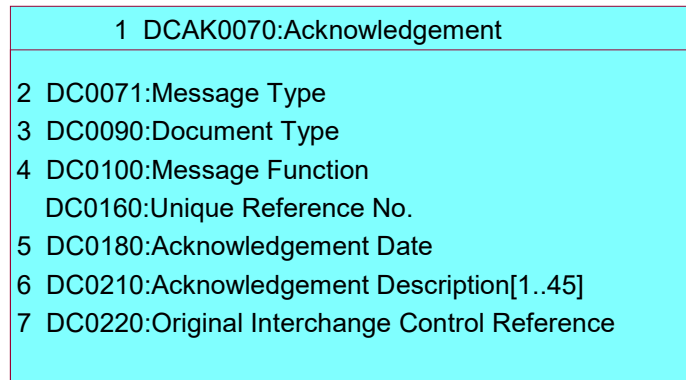 1 DCAK0070:Acknowledgement
2 DC0071:Message Type
3 DC0090:Document Type
4 DC0100:Message Function
DC0160:Unique Reference No.
5 DC0180:Acknowledgement Date
6 DC0210:Acknowledgement Description[1..45]
7 DC0220:Original Interchange Control Reference